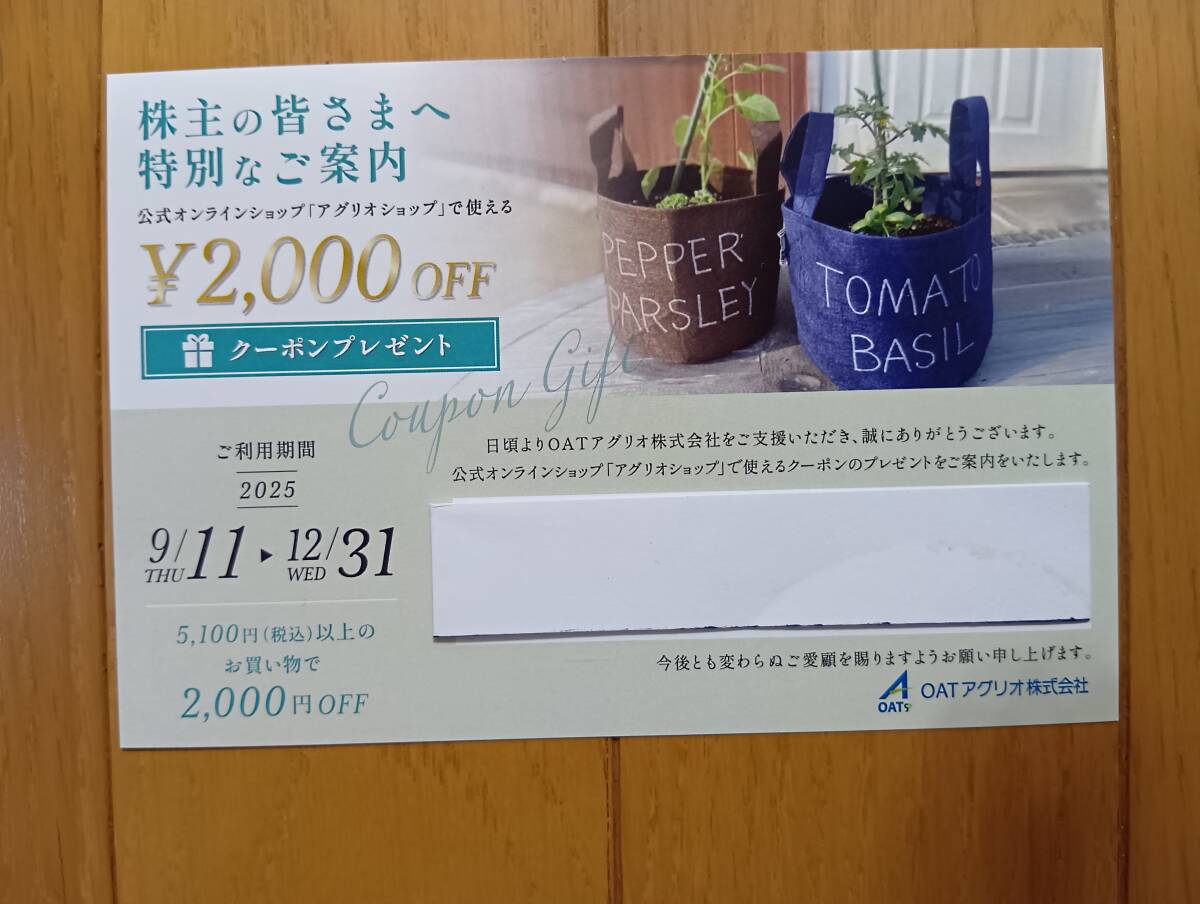 株主の皆さまへ
特別なご案内
公式オンラインショップ「アグリオショップ」で使える
¥2,000 OFF
クーポンプレゼント
Coupon Gift
PEPPER
PARSLEY
TOMATO
BASIL
ご利用期間
2025
9/11 THU ▶ 12/31 WED
5,100円(税込)以上の
お買い物で
2,000円OFF
日頃よりOATアグリオ株式会社をご支援いただき、誠にありがとうございます。
公式オンラインショップ「アグリオショップ」で使えるクーポンのプレゼントをご案内をいたします。
今後とも変わらぬご愛顧を賜りますようお願い申し上げます。
OATアグリオ株式会社